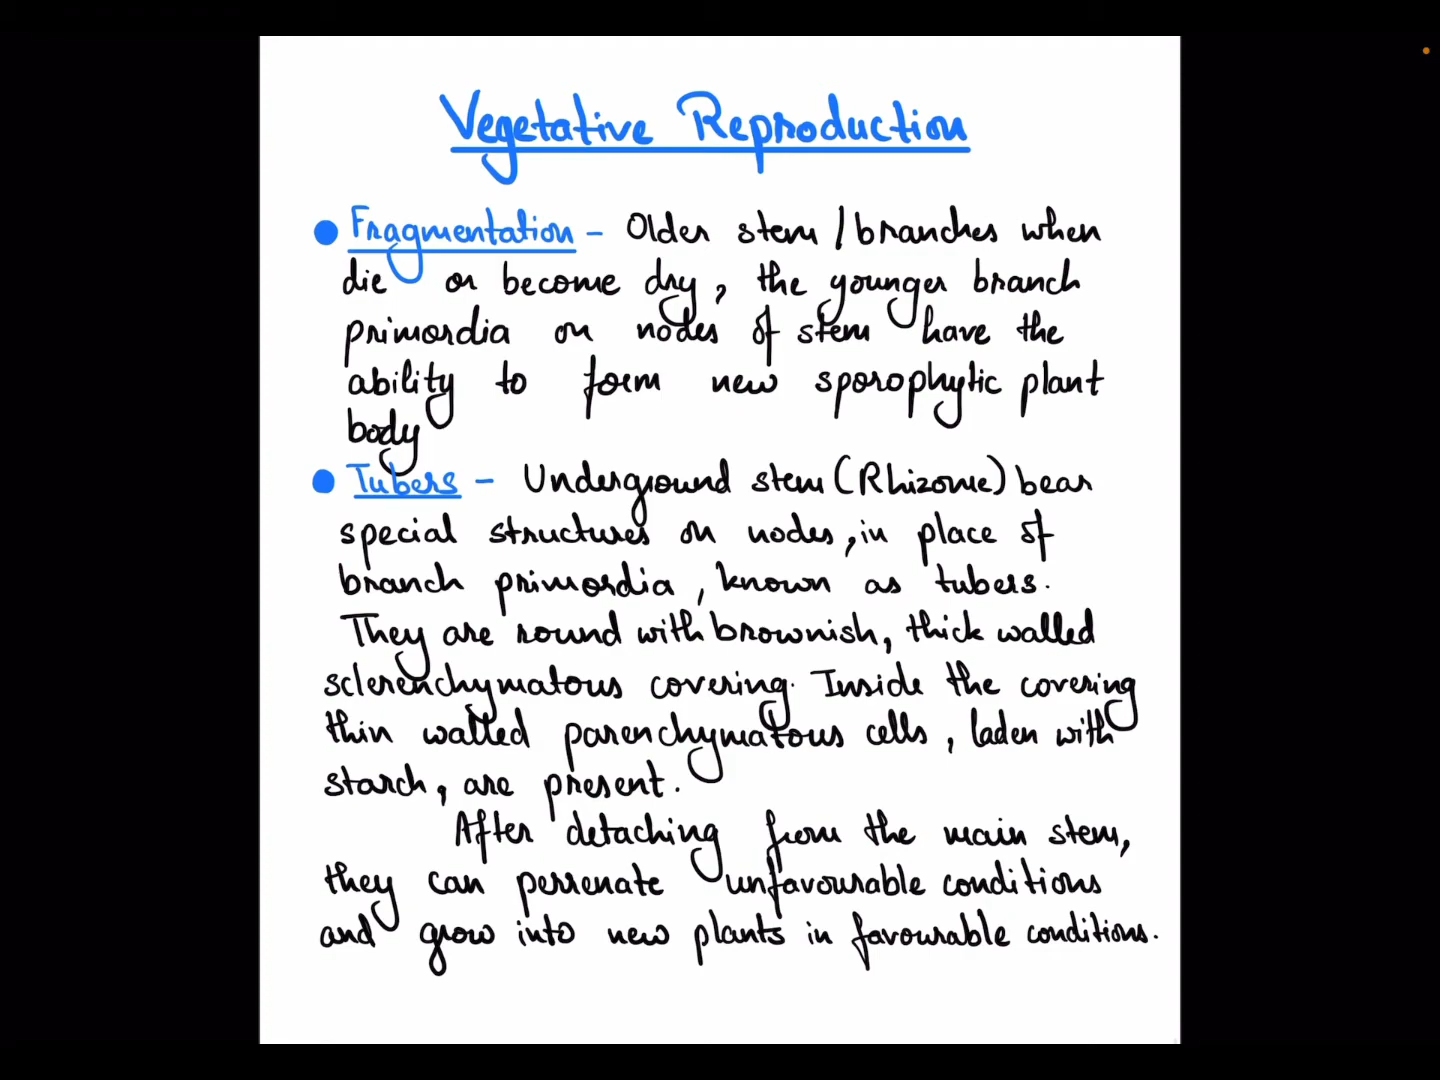 Vegetative Reproduction
• Fragmentation - Older stem/branches when
die or become dry, the younger branch
primordia on nodes of stem have the
ability to form new sporophytic plant
body
• Tubers - Underground stem (Rhizome) bear
special structures on nodes, in place of
branch primordia, known as tubers.
They are round with brownish, thick walled
sclerenchymatous covering. Inside the covering
thin walled parenchymatous cells, laden with
starch, are present.
After detaching from the main stem,
they can perrenate unfavourable conditions
and grow into new plants in favourable conditions.